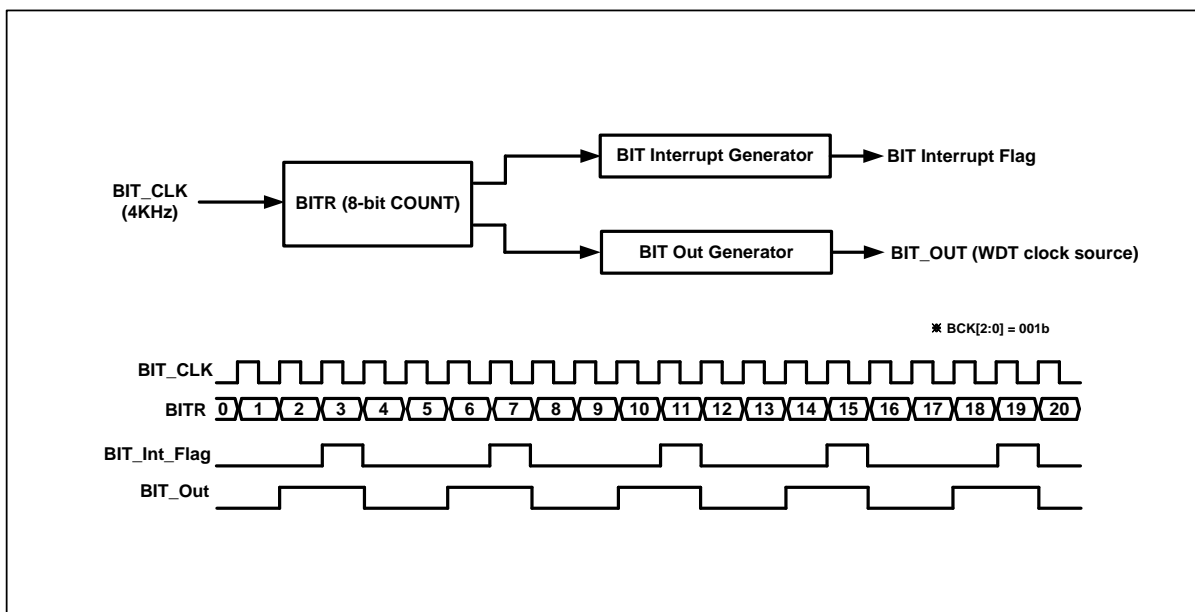 BIT Interrupt Generator
BIT Interrupt Flag
BIT_CLK
(4KHz)
BITR (8-bit COUNT)
BIT Out Generator
BIT_OUT (WDT clock source)
※ BCK[2:0] = 001b
BIT_CLK
BITR 0 1 2 3 4 5 6 7 8 9 10 11 12 13 14 15 16 17 18 19 20
BIT_Int_Flag
BIT_Out